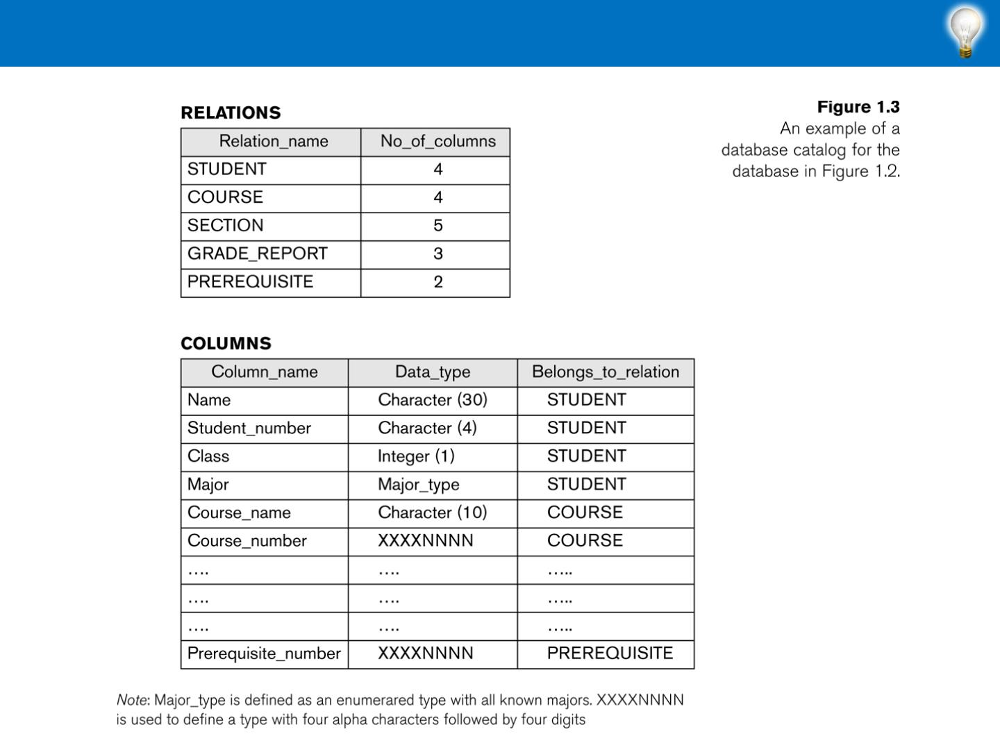 Figure 1.3
An example of a
database catalog for the
database in Figure 1.2.
RELATIONS
Relation_name No_of_columns
STUDENT 4
COURSE 4
SECTION 5
GRADE_REPORT 3
PREREQUISITE 2
COLUMNS
Column_name Data_type Belongs_to_relation
Name Character (30) STUDENT
Student_number Character (4) STUDENT
Class Integer (1) STUDENT
Major Major_type STUDENT
Course_name Character (10) COURSE
Course_number XXXXNNNN COURSE
…. …. …..
…. …. …..
…. …. …..
Prerequisite_number XXXXNNNN PREREQUISITE
Note: Major_type is defined as an enumerared type with all known majors. XXXXNNNN
is used to define a type with four alpha characters followed by four digits